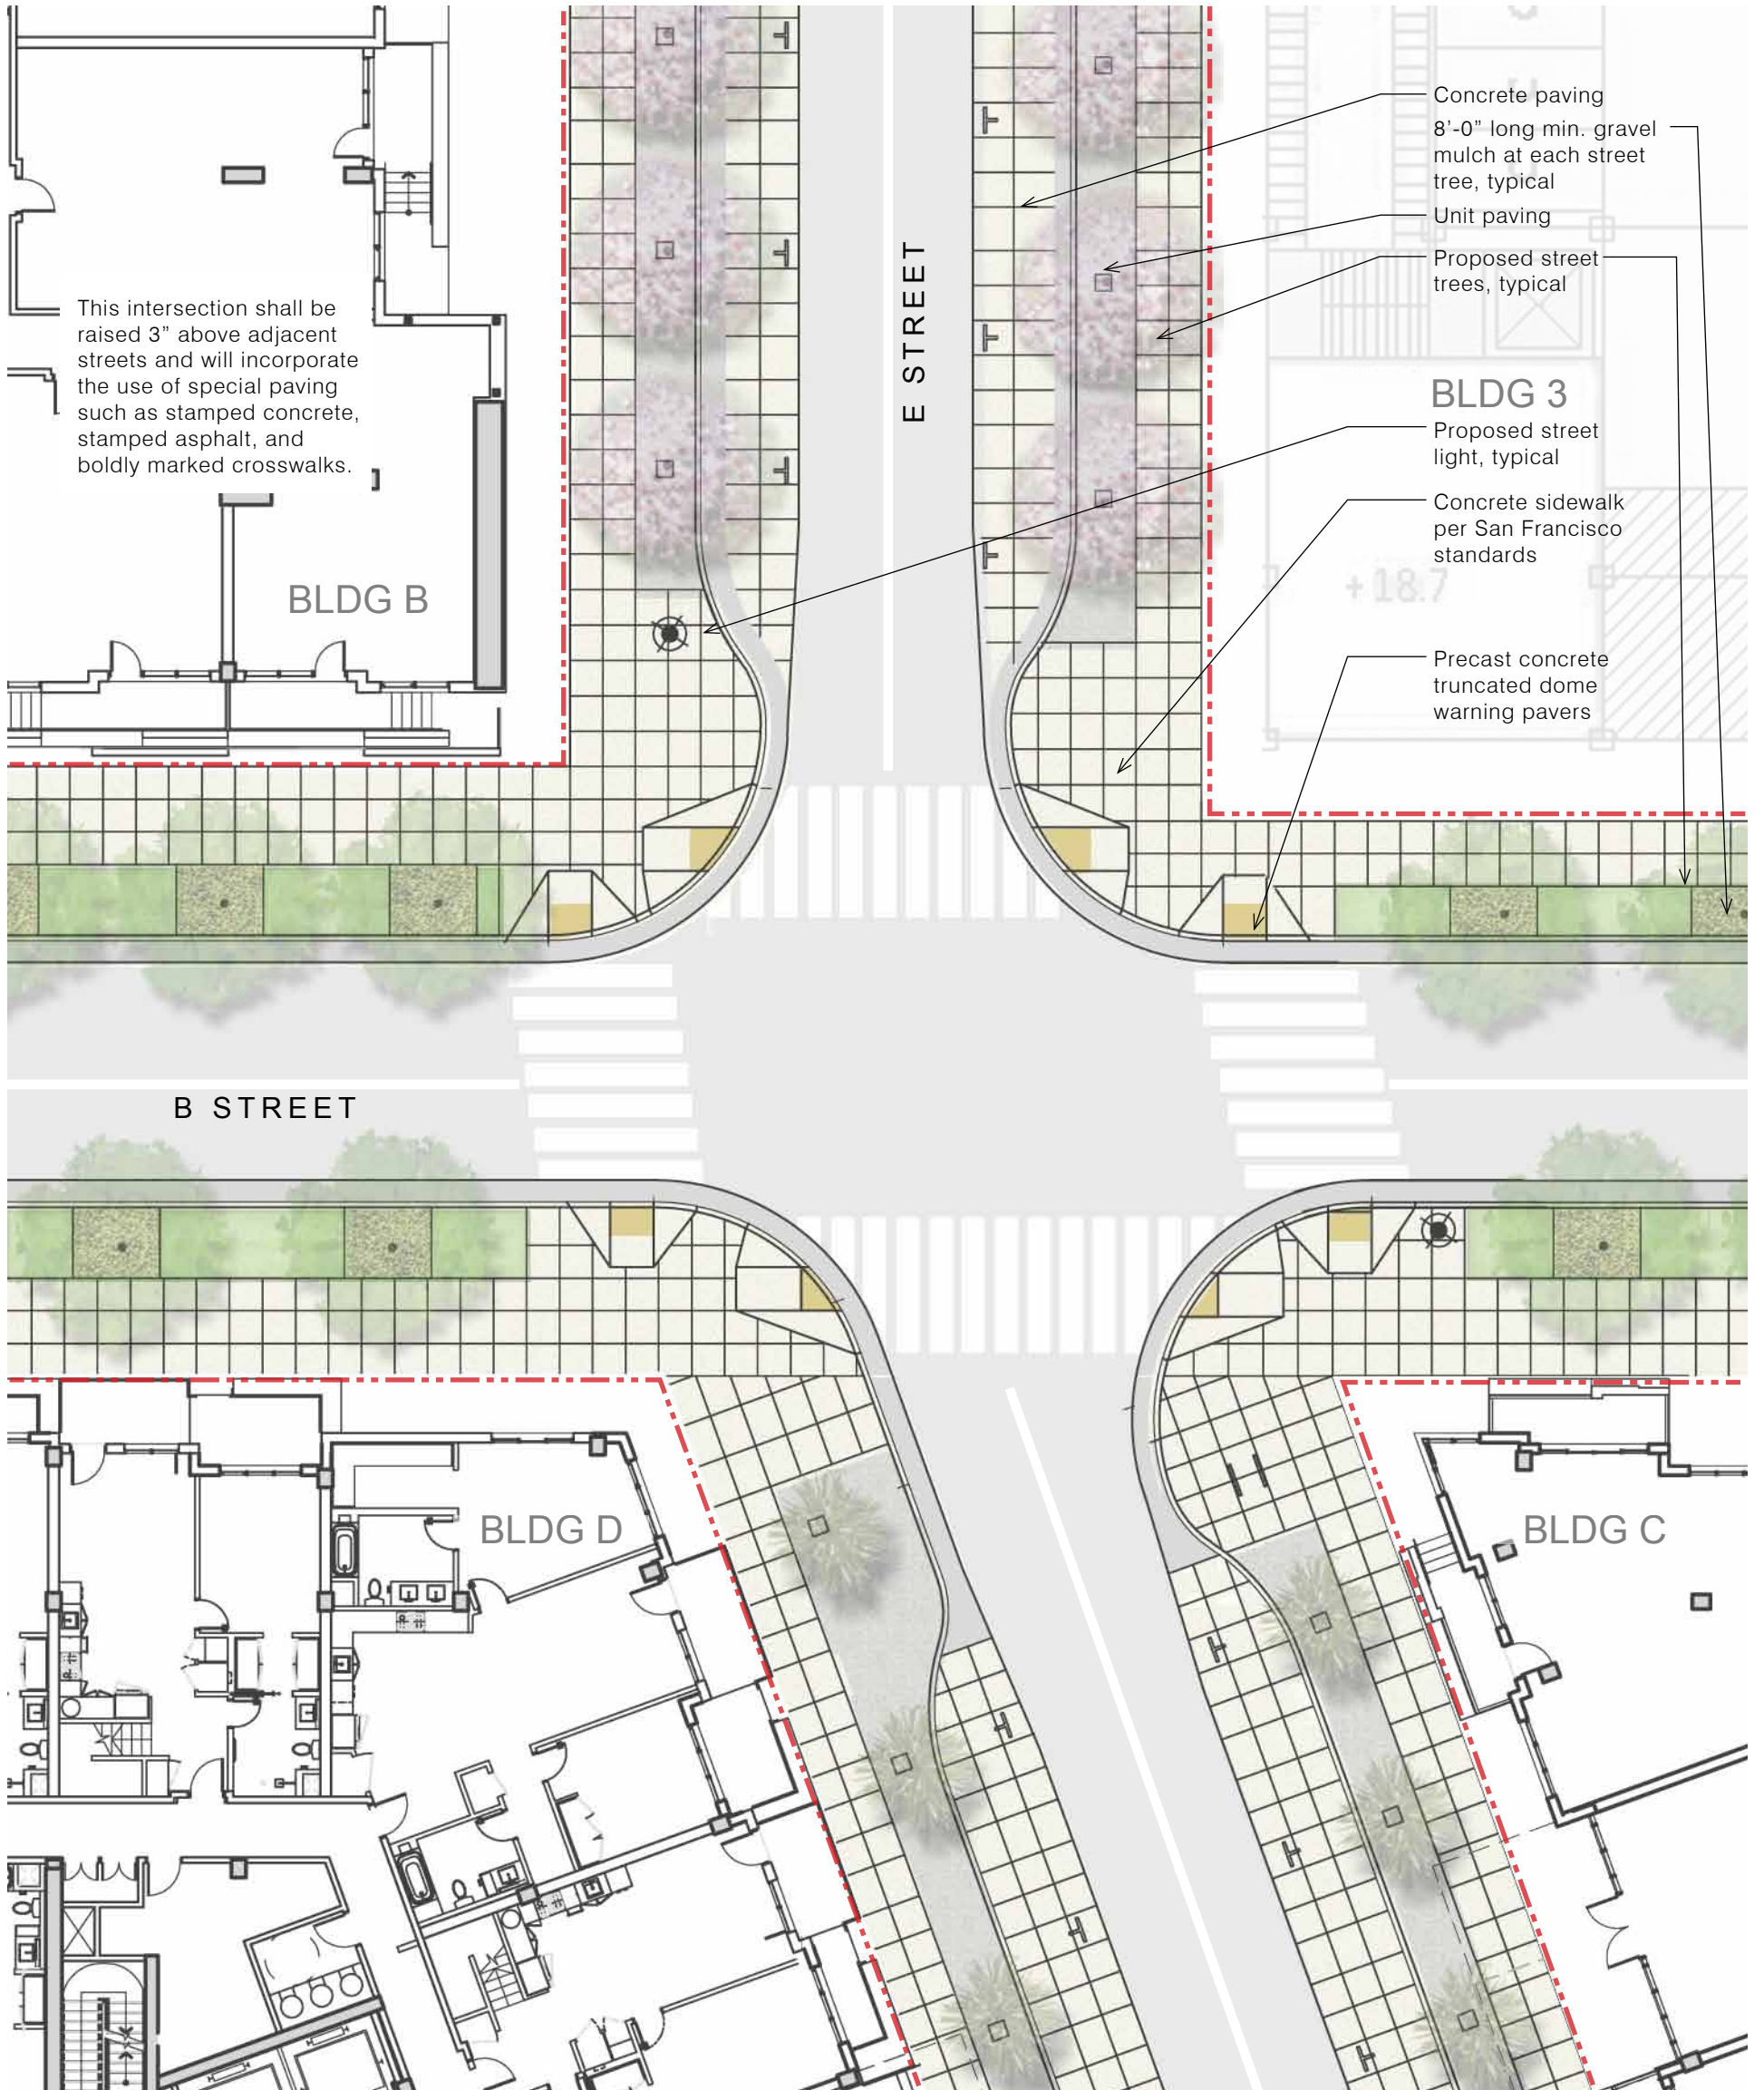 This intersection shall be
raised 3” above adjacent
streets and will incorporate
the use of special paving
such as stamped concrete,
stamped asphalt, and
boldly marked crosswalks.
BLDG B
E STREET
Concrete paving
8’-0” long min. gravel
mulch at each street
tree, typical
Unit paving
Proposed street
trees, typical
BLDG 3
Proposed street
light, typical
Concrete sidewalk
per San Francisco
standards
+18.7
Precast concrete
truncated dome
warning pavers
B STREET
BLDG D
BLDG C